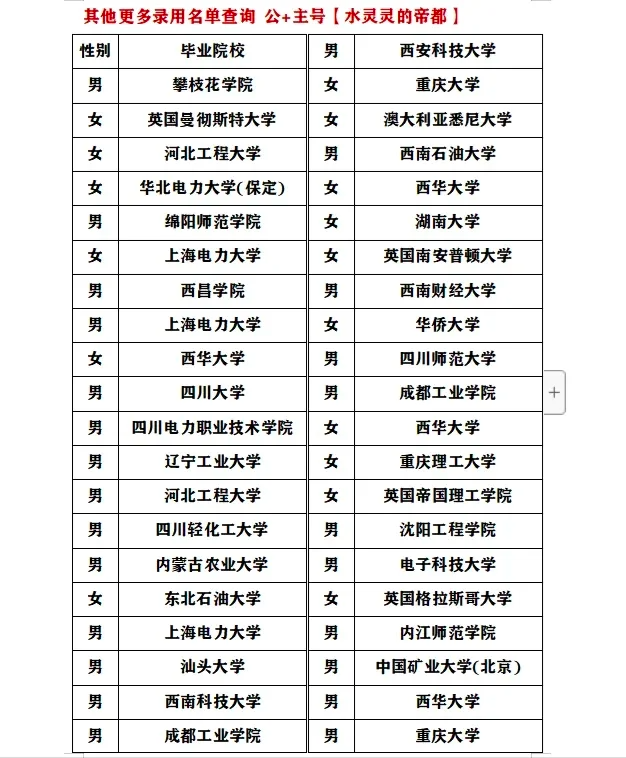 其他更多录用名单查询 公+主号【水灵灵的帝都】
性别 毕业院校 男 西安科技大学
男 攀枝花学院 女 重庆大学
女 英国曼彻斯特大学 女 澳大利亚悉尼大学
女 河北工程大学 男 西南石油大学
女 华北电力大学(保定) 女 西华大学
男 绵阳师范学院 女 湖南大学
女 上海电力大学 女 英国南安普顿大学
男 西昌学院 男 西南财经大学
男 上海电力大学 女 华侨大学
女 西华大学 男 四川师范大学
男 四川大学 男 成都工业学院
男 四川电力职业技术学院 女 西华大学
男 辽宁工业大学 女 重庆理工大学
男 河北工程大学 女 英国帝国理工学院
男 四川轻化工大学 男 沈阳工程学院
男 内蒙古农业大学 男 电子科技大学
女 东北石油大学 女 英国格拉斯哥大学
男 上海电力大学 男 内江师范学院
男 汕头大学 男 中国矿业大学(北京)
男 西南科技大学 男 西华大学
男 成都工业学院 男 重庆大学